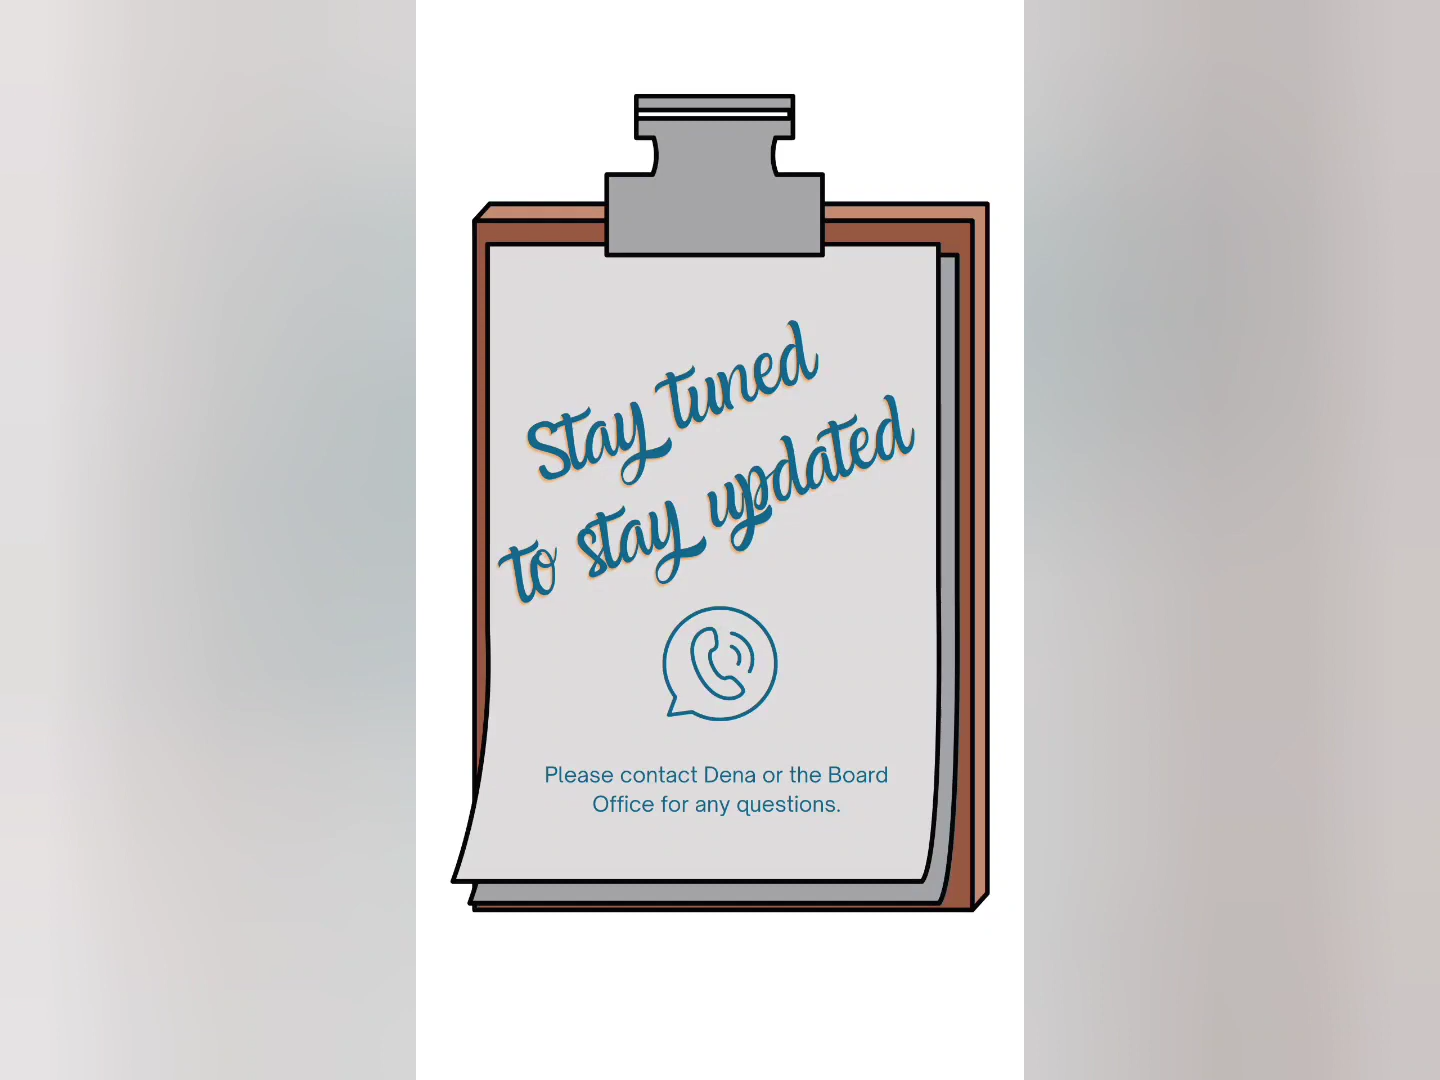 Stay tuned
to stay updated
Please contact Dena or the Board
Office for any questions.